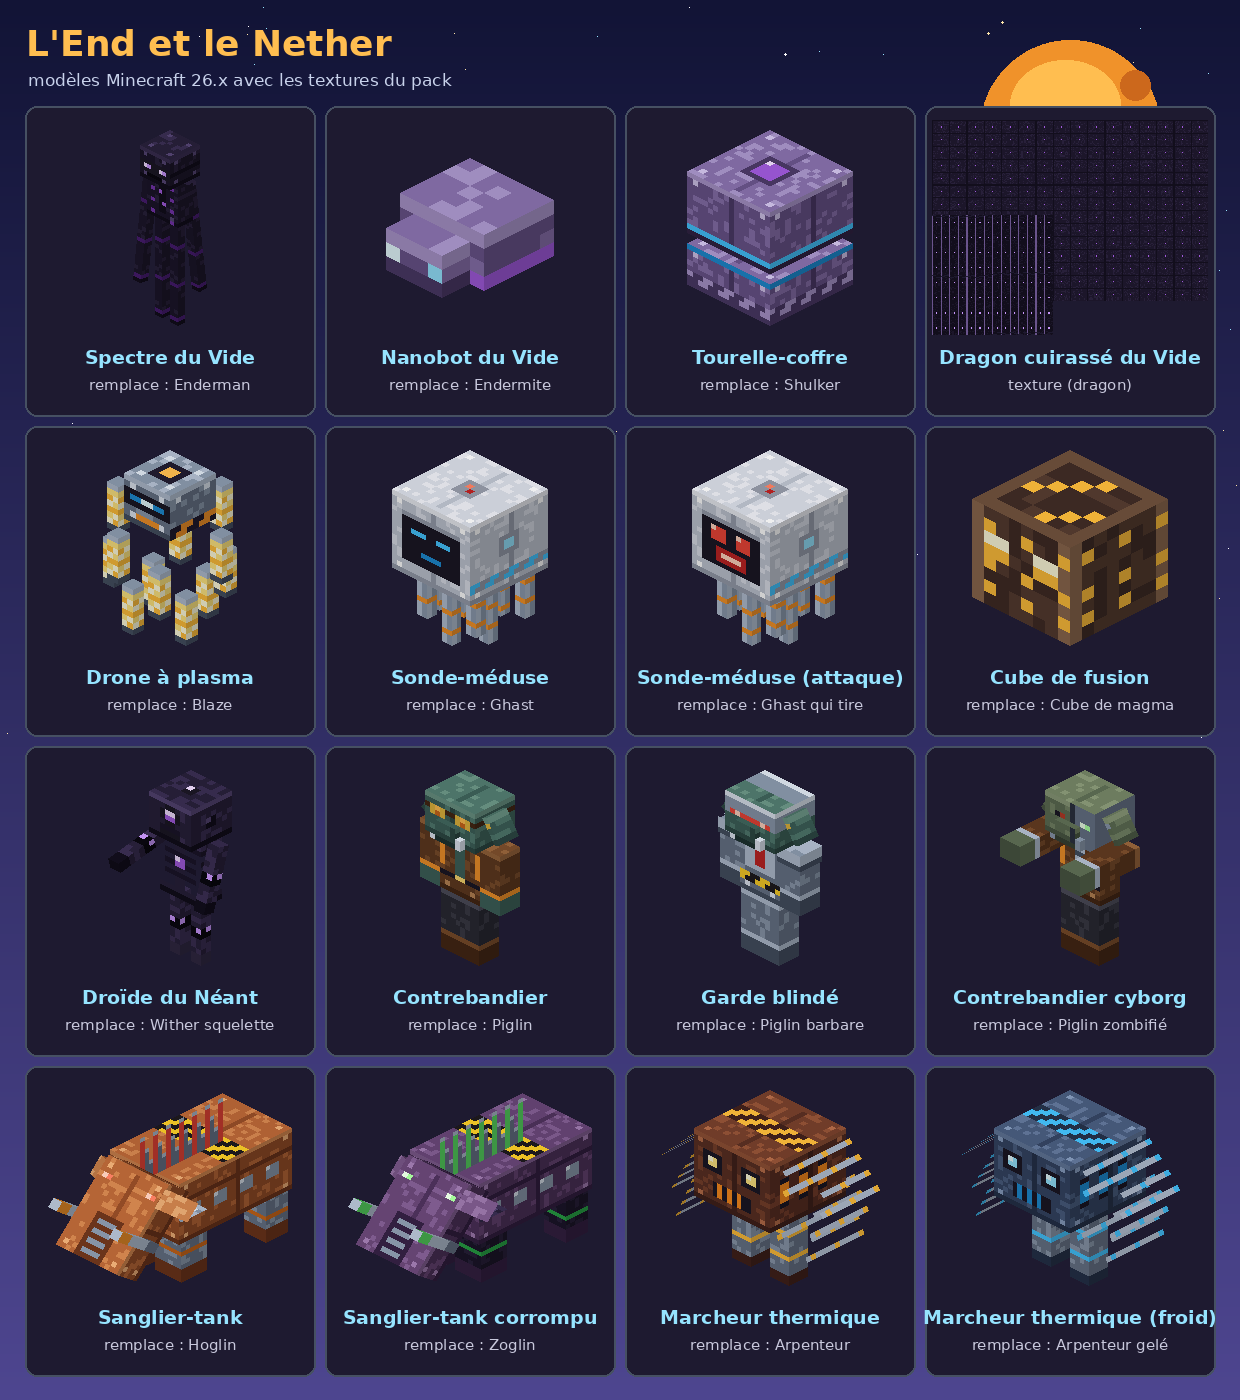 L'End et le Nether
modèles Minecraft 26.x avec les textures du pack
Spectre du Vide
remplace : Enderman
Nanobot du Vide
remplace : Endermite
Tourelle-coffre
remplace : Shulker
Dragon cuirassé du Vide
texture (dragon)
Drone à plasma
remplace : Blaze
Sonde-méduse
remplace : Ghast
Sonde-méduse (attaque)
remplace : Ghast qui tire
Cube de fusion
remplace : Cube de magma
Droïde du Néant
remplace : Wither squelette
Contrebandier
remplace : Piglin
Garde blindé
remplace : Piglin barbare
Contrebandier cyborg
remplace : Piglin zombifié
Sanglier-tank
remplace : Hoglin
Sanglier-tank corrompu
remplace : Zoglin
Marcheur thermique
remplace : Arpenteur
Marcheur thermique (froid)
remplace : Arpenteur gelé